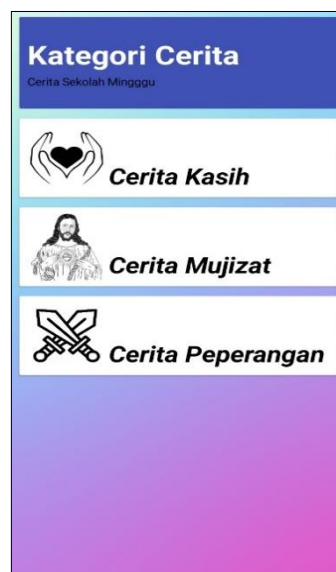 Kategori Cerita
Cerita Sekolah Mingggu
Cerita Kasih
Cerita Mujizat
Cerita Peperangan